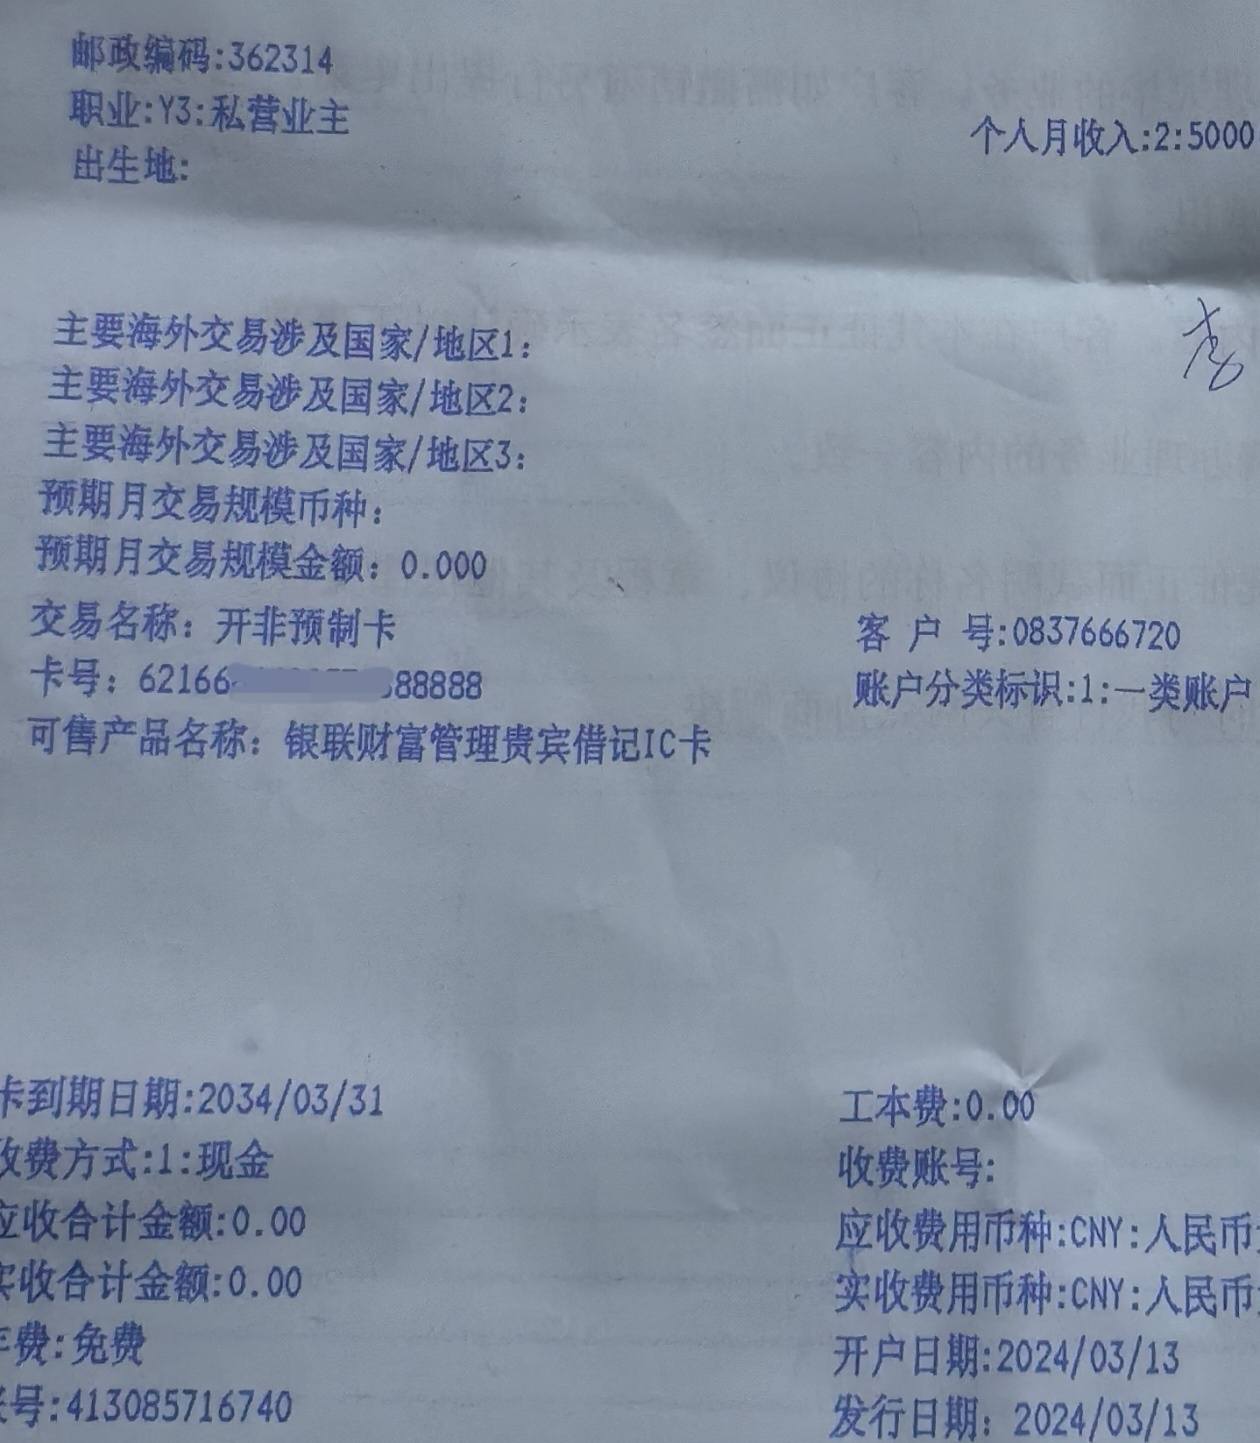 邮政编码:362314
职业:Y3:私营业主
个人月收入:2:5000
出生地:
主要海外交易涉及国家/地区1:
主要海外交易涉及国家/地区2:
主要海外交易涉及国家/地区3:
预期月交易规模币种:
预期月交易规模金额: 0.000
交易名称: 开非预制卡
客 户 号:0837666720
卡号: 62166 88888
账户分类标识:1:一类账户
可售产品名称: 银联财富管理贵宾借记IC卡
卡到期日期:2034/03/31
工本费:0.00
收费方式:1:现金
收费账号:
应收合计金额:0.00
应收费用币种:CNY:人民币
实收合计金额:0.00
实收费用币种:CNY:人民币
年费:免费
开户日期:2024/03/13
号:413085716740
发行日期: 2024/03/13